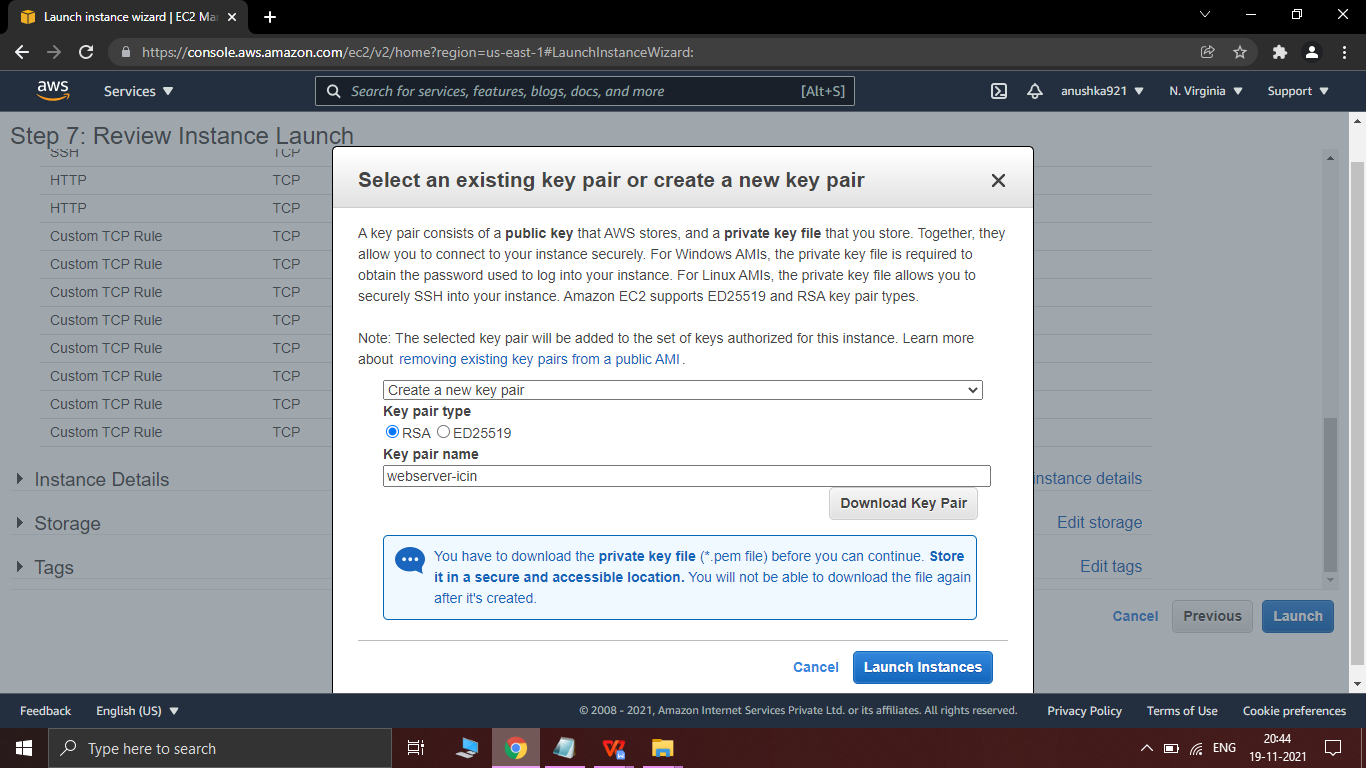 Launch instance wizard | EC2 Ma
https://console.aws.amazon.com/ec2/v2/home?region=us-east-1#LaunchInstanceWizard:
aws Services Search for services, features, blogs, docs, and more [Alt+S] anushka921 N. Virginia Support
Step 7: Review Instance Launch
SSH TCP
HTTP TCP
HTTP TCP
Custom TCP Rule TCP
Custom TCP Rule TCP
Custom TCP Rule TCP
Custom TCP Rule TCP
Custom TCP Rule TCP
Custom TCP Rule TCP
Custom TCP Rule TCP
Custom TCP Rule TCP
Instance Details instance details
Storage Edit storage
Tags Edit tags
Cancel Previous Launch
Select an existing key pair or create a new key pair
A key pair consists of a public key that AWS stores, and a private key file that you store. Together, they
allow you to connect to your instance securely. For Windows AMIs, the private key file is required to
obtain the password used to log into your instance. For Linux AMIs, the private key file allows you to
securely SSH into your instance. Amazon EC2 supports ED25519 and RSA key pair types.
Note: The selected key pair will be added to the set of keys authorized for this instance. Learn more
about removing existing key pairs from a public AMI .
Create a new key pair
Key pair type
RSA ED25519
Key pair name
webserver-icin
Download Key Pair
You have to download the private key file (*.pem file) before you can continue. Store
it in a secure and accessible location. You will not be able to download the file again
after it's created.
Cancel Launch Instances
Feedback English (US) © 2008 - 2021, Amazon Internet Services Private Ltd. or its affiliates. All rights reserved. Privacy Policy Terms of Use Cookie preferences
Type here to search
ENG
20:44
19-11-2021